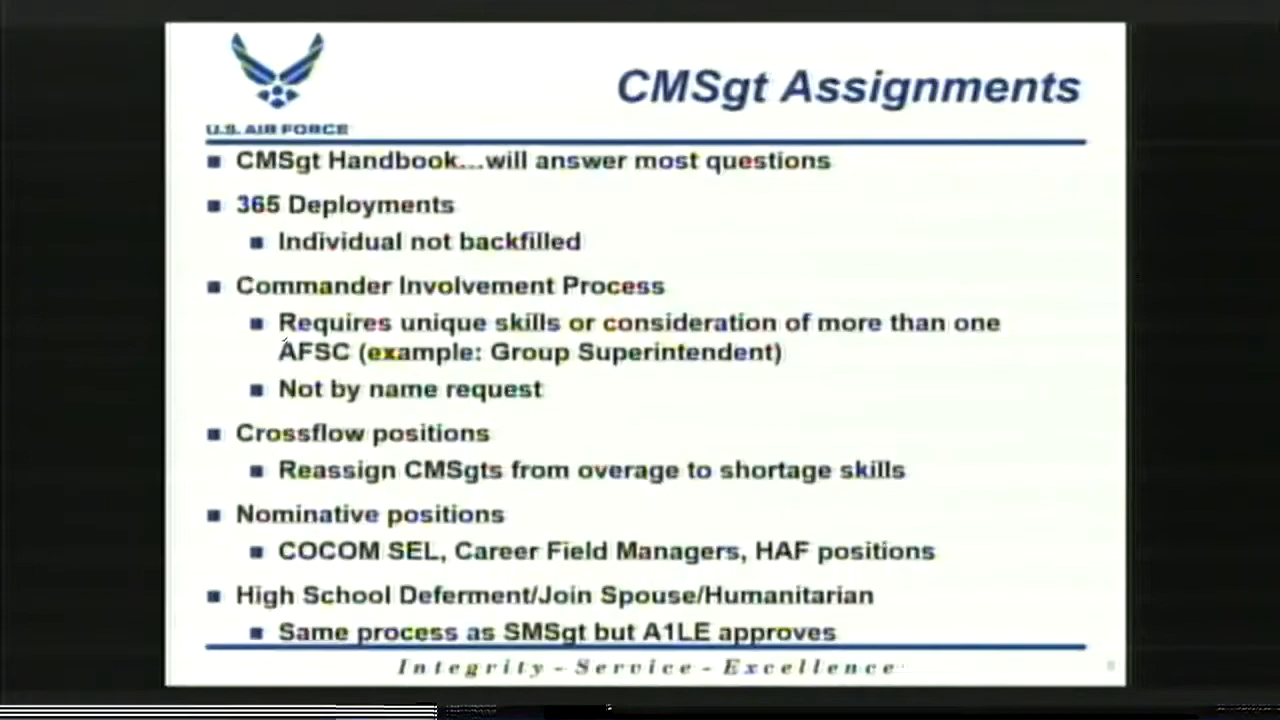 CMSgt Assignments
U.S. AIR FORCE
CMSgt Handbook...will answer most questions
365 Deployments
Individual not backfilled
Commander Involvement Process
Requires unique skills or consideration of more than one
AFSC (example: Group Superintendent)
Not by name request
Crossflow positions
Reassign CMSgts from overage to shortage skills
Nominative positions
COCOM SEL, Career Field Managers, HAF positions
High School Deferment/Join Spouse/Humanitarian
Same process as SMSgt but A1LE approves
Integrity - Service - Excellence